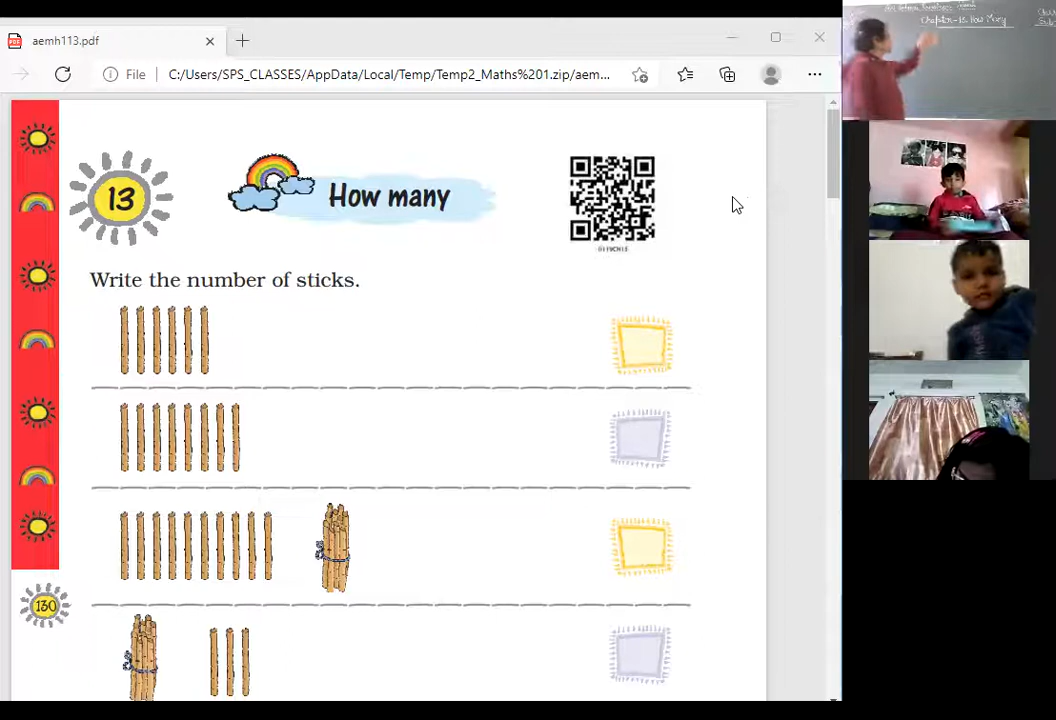 aemh113.pdf
File
C:/Users/SPS_CLASSES/AppData/Local/Temp/Temp2_Maths%201.zip/aem...
13
How many
Write the number of sticks.
130
Chapter-13. How Many